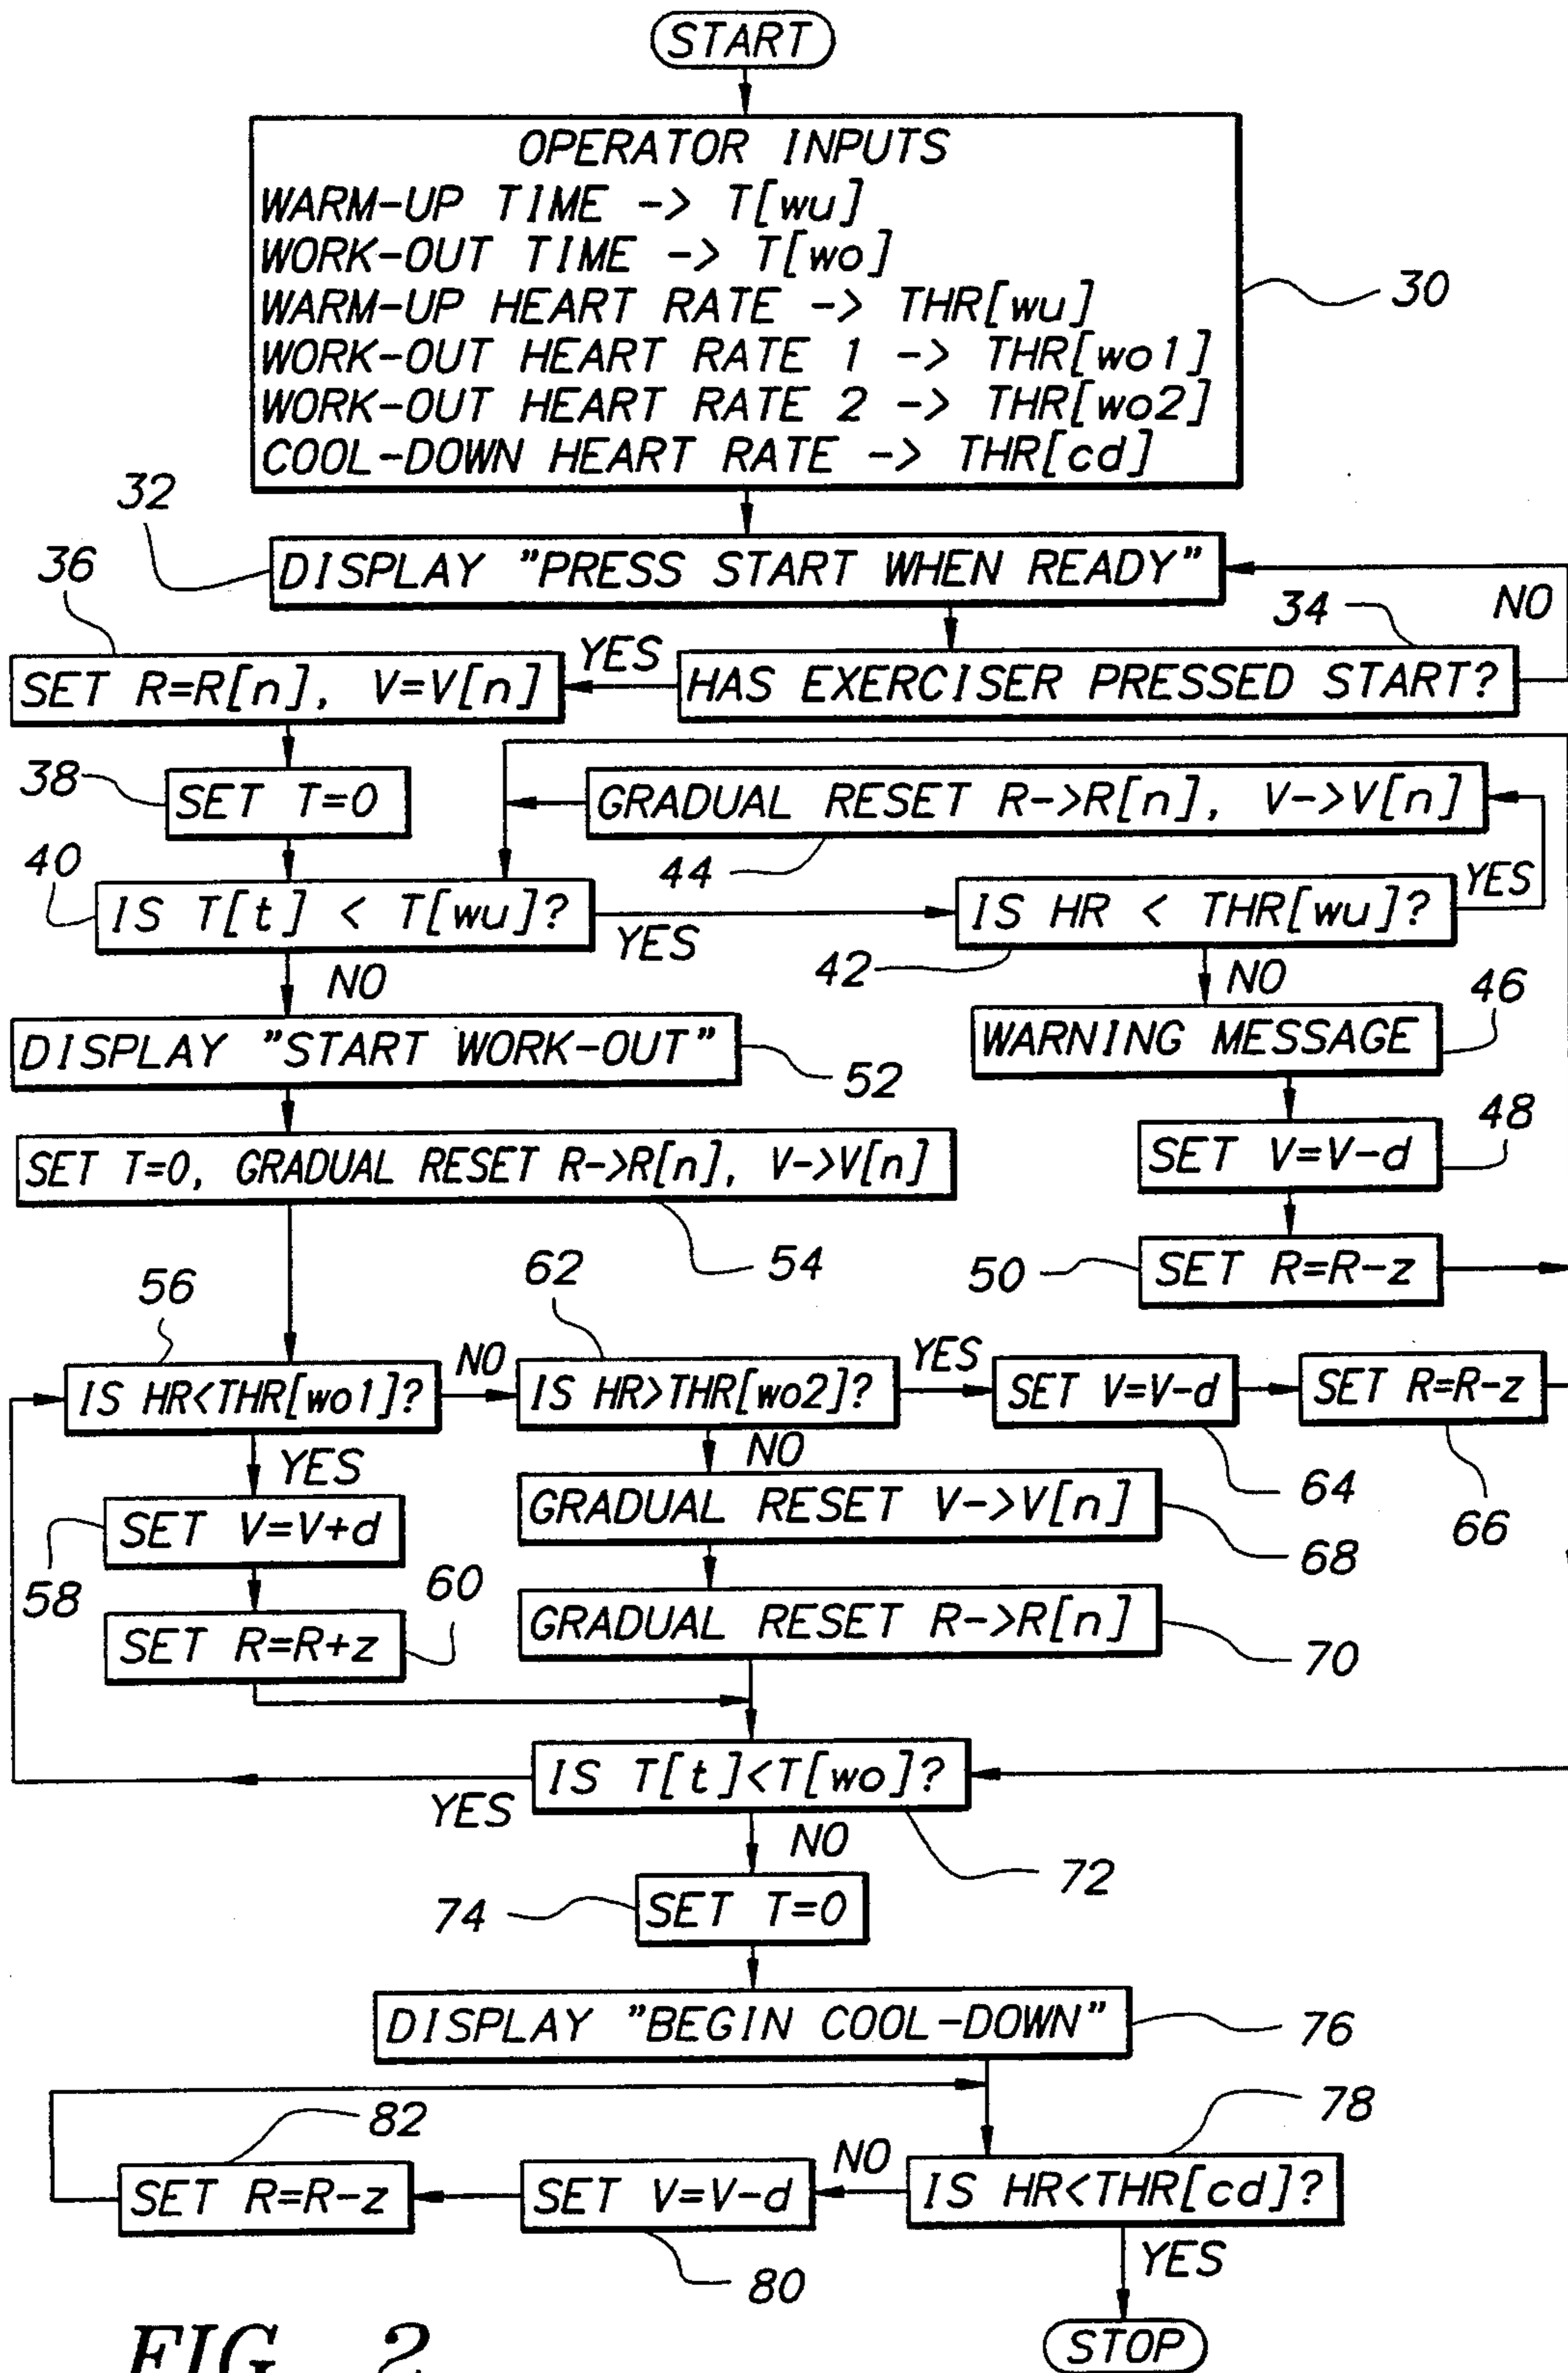 START
OPERATOR INPUTS
WARM-UP TIME -> T[wu]
WORK-OUT TIME -> T[wo]
WARM-UP HEART RATE -> THR[wu]
WORK-OUT HEART RATE 1 -> THR[wo1]
WORK-OUT HEART RATE 2 -> THR[wo2]
COOL-DOWN HEART RATE -> THR[cd]
30
32
DISPLAY "PRESS START WHEN READY"
36
34
NO
SET R=R[n], V=V[n]
YES
HAS EXERCISER PRESSED START?
38
SET T=0
GRADUAL RESET R->R[n], V->V[n]
44
40
IS T[t] < T[wu]?
YES
IS HR < THR[wu]?
YES
42
NO
NO
46
WARNING MESSAGE
DISPLAY "START WORK-OUT"
52
48
SET V=V-d
SET T=0, GRADUAL RESET R->R[n], V->V[n]
54
50
SET R=R-z
56
62
IS HR<THR[wo1]?
NO
IS HR>THR[wo2]?
YES
SET V=V-d
SET R=R-z
YES
NO
64
66
SET V=V+d
58
GRADUAL RESET V->V[n]
68
60
SET R=R+z
GRADUAL RESET R->R[n]
70
IS T[t]<T[wo]?
YES
NO
72
74
SET T=0
DISPLAY "BEGIN COOL-DOWN"
76
82
78
SET R=R-z
SET V=V-d
NO
IS HR<THR[cd]?
80
YES
STOP
FIG. 2